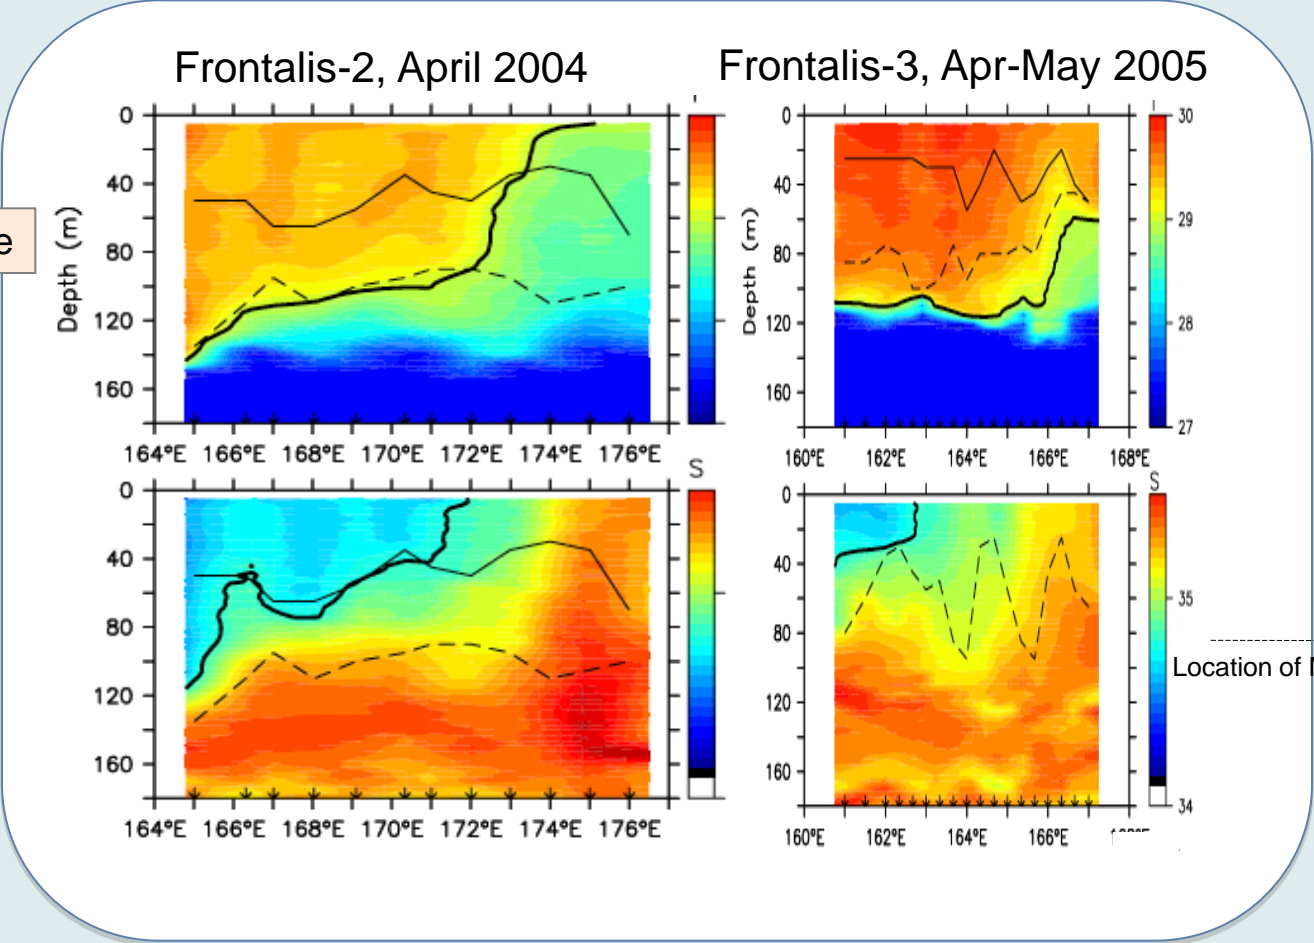 Frontalis-2, April 2004
Frontalis-3, Apr-May 2005
e
Depth (m)
0
40
80
120
160
164°E 166°E 168°E 170°E 172°E 174°E 176°E
Depth (m)
0
40
80
120
160
160°E 162°E 164°E 166°E 168°E
30
29
28
27
S
0
40
80
120
160
164°E 166°E 168°E 170°E 172°E 174°E 176°E
S
0
40
80
120
160
160°E 162°E 164°E 166°E
35
34
Location of